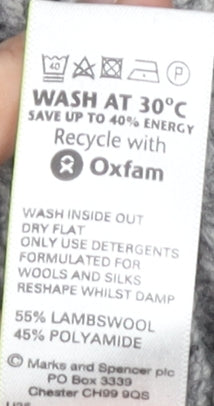 40 P
WASH AT 30°C
SAVE UP TO 40% ENERGY
Recycle with
Oxfam
WASH INSIDE OUT
DRY FLAT
ONLY USE DETERGENTS
FORMULATED FOR
WOOLS AND SILKS
RESHAPE WHILST DAMP
55% LAMBSWOOL
45% POLYAMIDE
© Marks and Spencer plc
PO Box 3339
Chester CH99 9QS